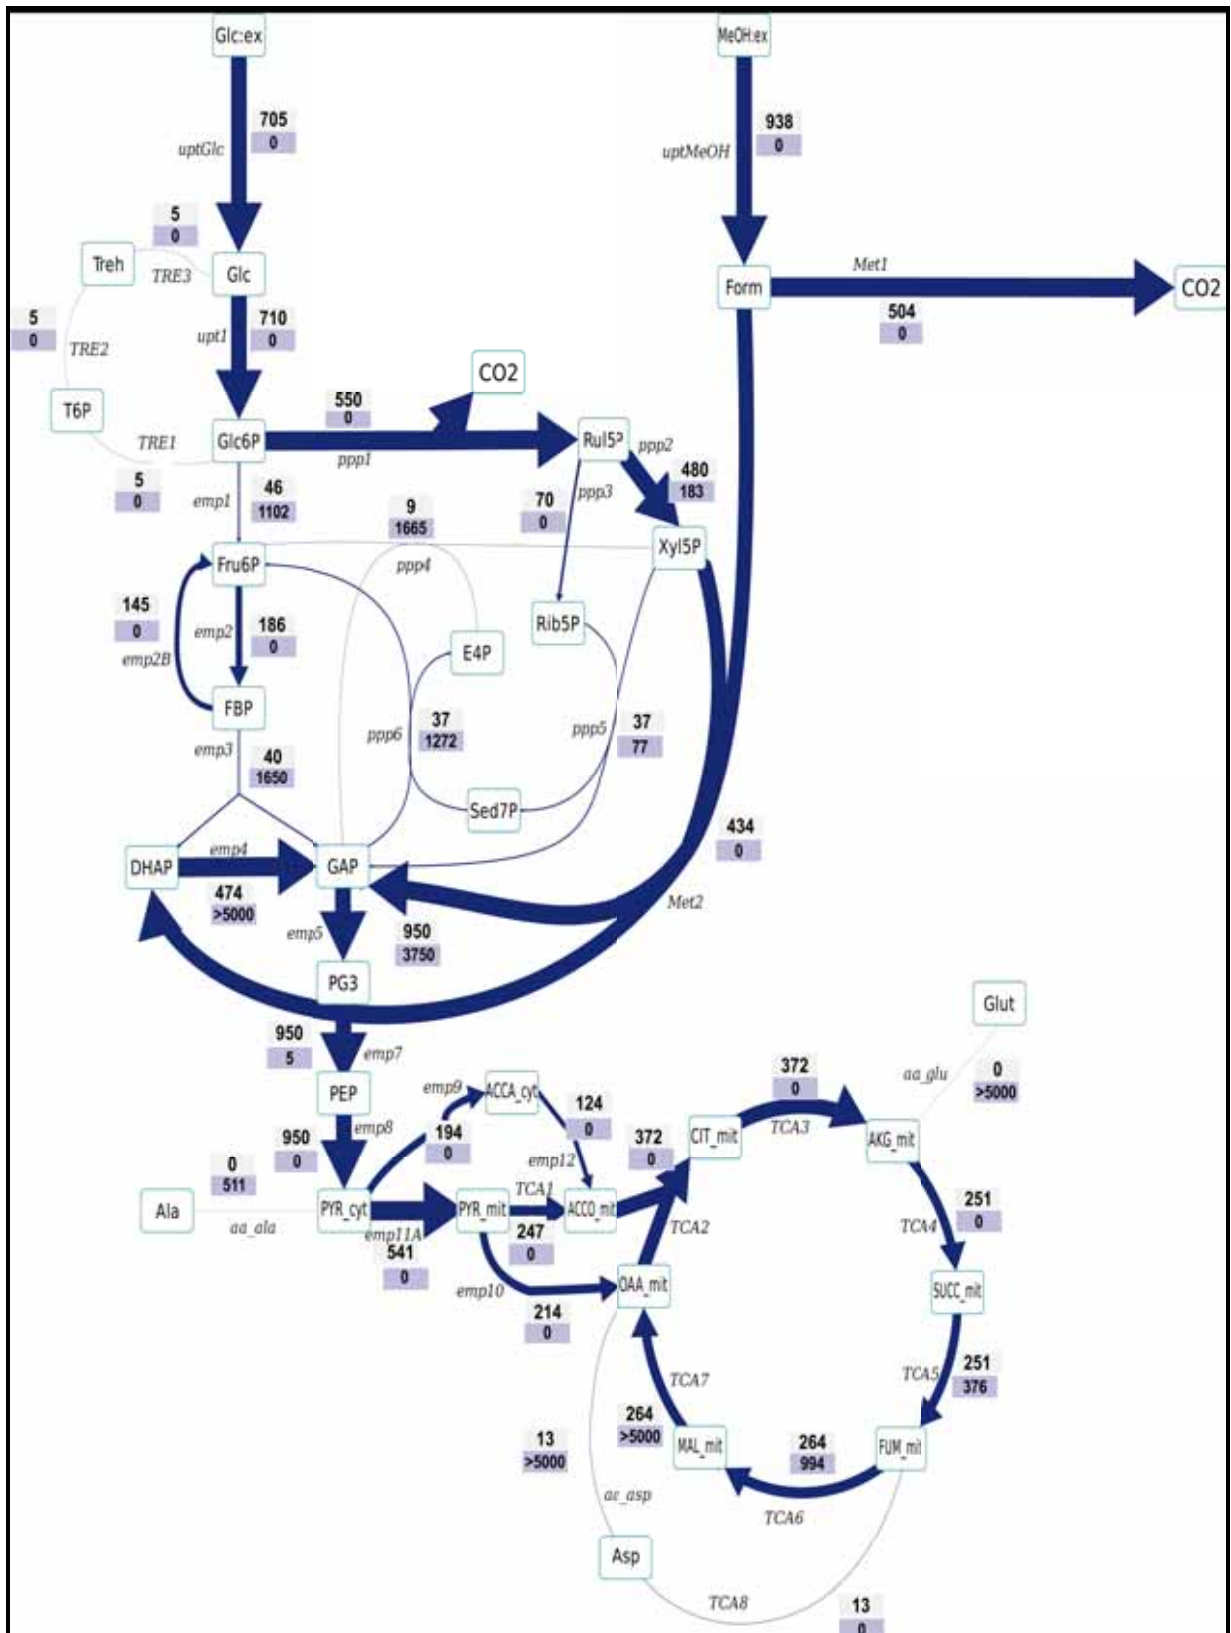 Glc:ex
MeOH:ex
705
0
uptGlc
938
0
uptMeOH
5
0
Treh
TRE3
Glc
Form
Met1
CO2
504
0
5
0
TRE2
upt1
710
0
CO2
T6P
TRE1
Glc6P
550
0
ppp1
Rul5P
ppp2
480
183
5
0
emp1
46
1102
9
1665
ppp4
70
0
ppp3
Fru6P
Xyl5P
145
0
emp2B
emp2
186
0
E4P
Rib5P
FBP
emp3
40
1650
ppp6
37
1272
ppp5
37
77
Sed7P
434
0
Met2
DHAP
emp4
474
>5000
GAP
emp5
950
3750
PG3
Glut
950
5
emp7
PEP
emp9
ACCA_cyt
372
0
TCA3
aa_glu
0
>5000
950
0
emp8
194
0
124
0
emp12
372
0
CIT_mit
AKG_mit
0
511
Ala
aa_ala
PYR_cyt
emp11A
541
0
PYR_mit
TCA1
247
0
ACCO_mit
TCA2
TCA4
251
0
emp10
214
0
OAA_mit
SUCC_mit
TCA7
TCA5
251
376
13
>5000
264
>5000
MAL_mit
264
994
FUM_mit
TCA6
ac_asp
Asp
TCA8
13
0